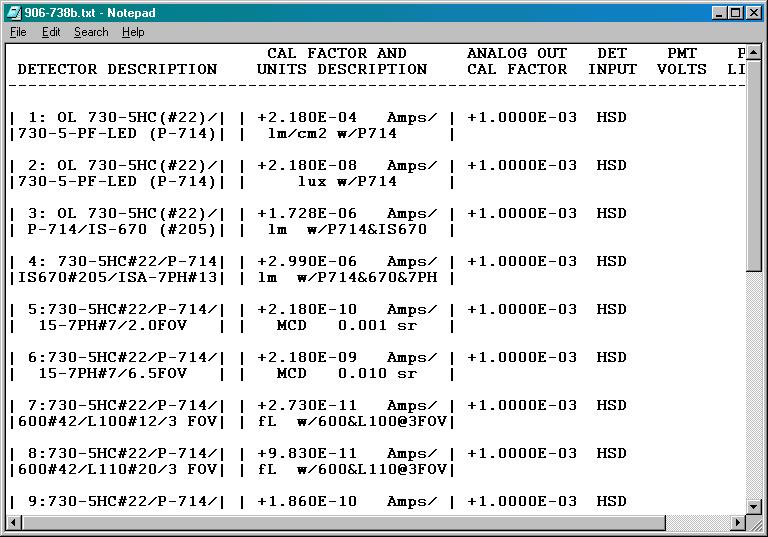 906-738b.txt - Notepad
File Edit Search Help
CAL FACTOR AND ANALOG OUT DET PMT P
DETECTOR DESCRIPTION UNITS DESCRIPTION CAL FACTOR INPUT VOLTS LI
--------------------------------------------------------------------------
| 1: OL 730-5HC(#22)/| | +2.180E-04 Amps/ | +1.0000E-03 HSD
|730-5-PF-LED (P-714)| | lm/cm2 w/P714 |
| 2: OL 730-5HC(#22)/| | +2.180E-08 Amps/ | +1.0000E-03 HSD
|730-5-PF-LED (P-714)| | lux w/P714 |
| 3: OL 730-5HC(#22)/| | +1.728E-06 Amps/ | +1.0000E-03 HSD
| P-714/IS-670 (#205)| | lm w/P714&IS670 |
| 4: 730-5HC#22/P-714| | +2.990E-06 Amps/ | +1.0000E-03 HSD
|IS670#205/ISA-7PH#13| | lm w/P714&670&7PH |
| 5:730-5HC#22/P-714/| | +2.180E-10 Amps/ | +1.0000E-03 HSD
| 15-7PH#7/2.0FOV | | MCD 0.001 sr |
| 6:730-5HC#22/P-714/| | +2.180E-09 Amps/ | +1.0000E-03 HSD
| 15-7PH#7/6.5FOV | | MCD 0.010 sr |
| 7:730-5HC#22/P-714/| | +2.730E-11 Amps/ | +1.0000E-03 HSD
|600#42/L100#12/3 FOV| | fL w/600&L100@3FOV|
| 8:730-5HC#22/P-714/| | +9.830E-11 Amps/ | +1.0000E-03 HSD
|600#42/L110#20/3 FOV| | fL w/600&L110@3FOV|
| 9:730-5HC#22/P-714/| | +1.860E-10 Amps/ | +1.0000E-03 HSD